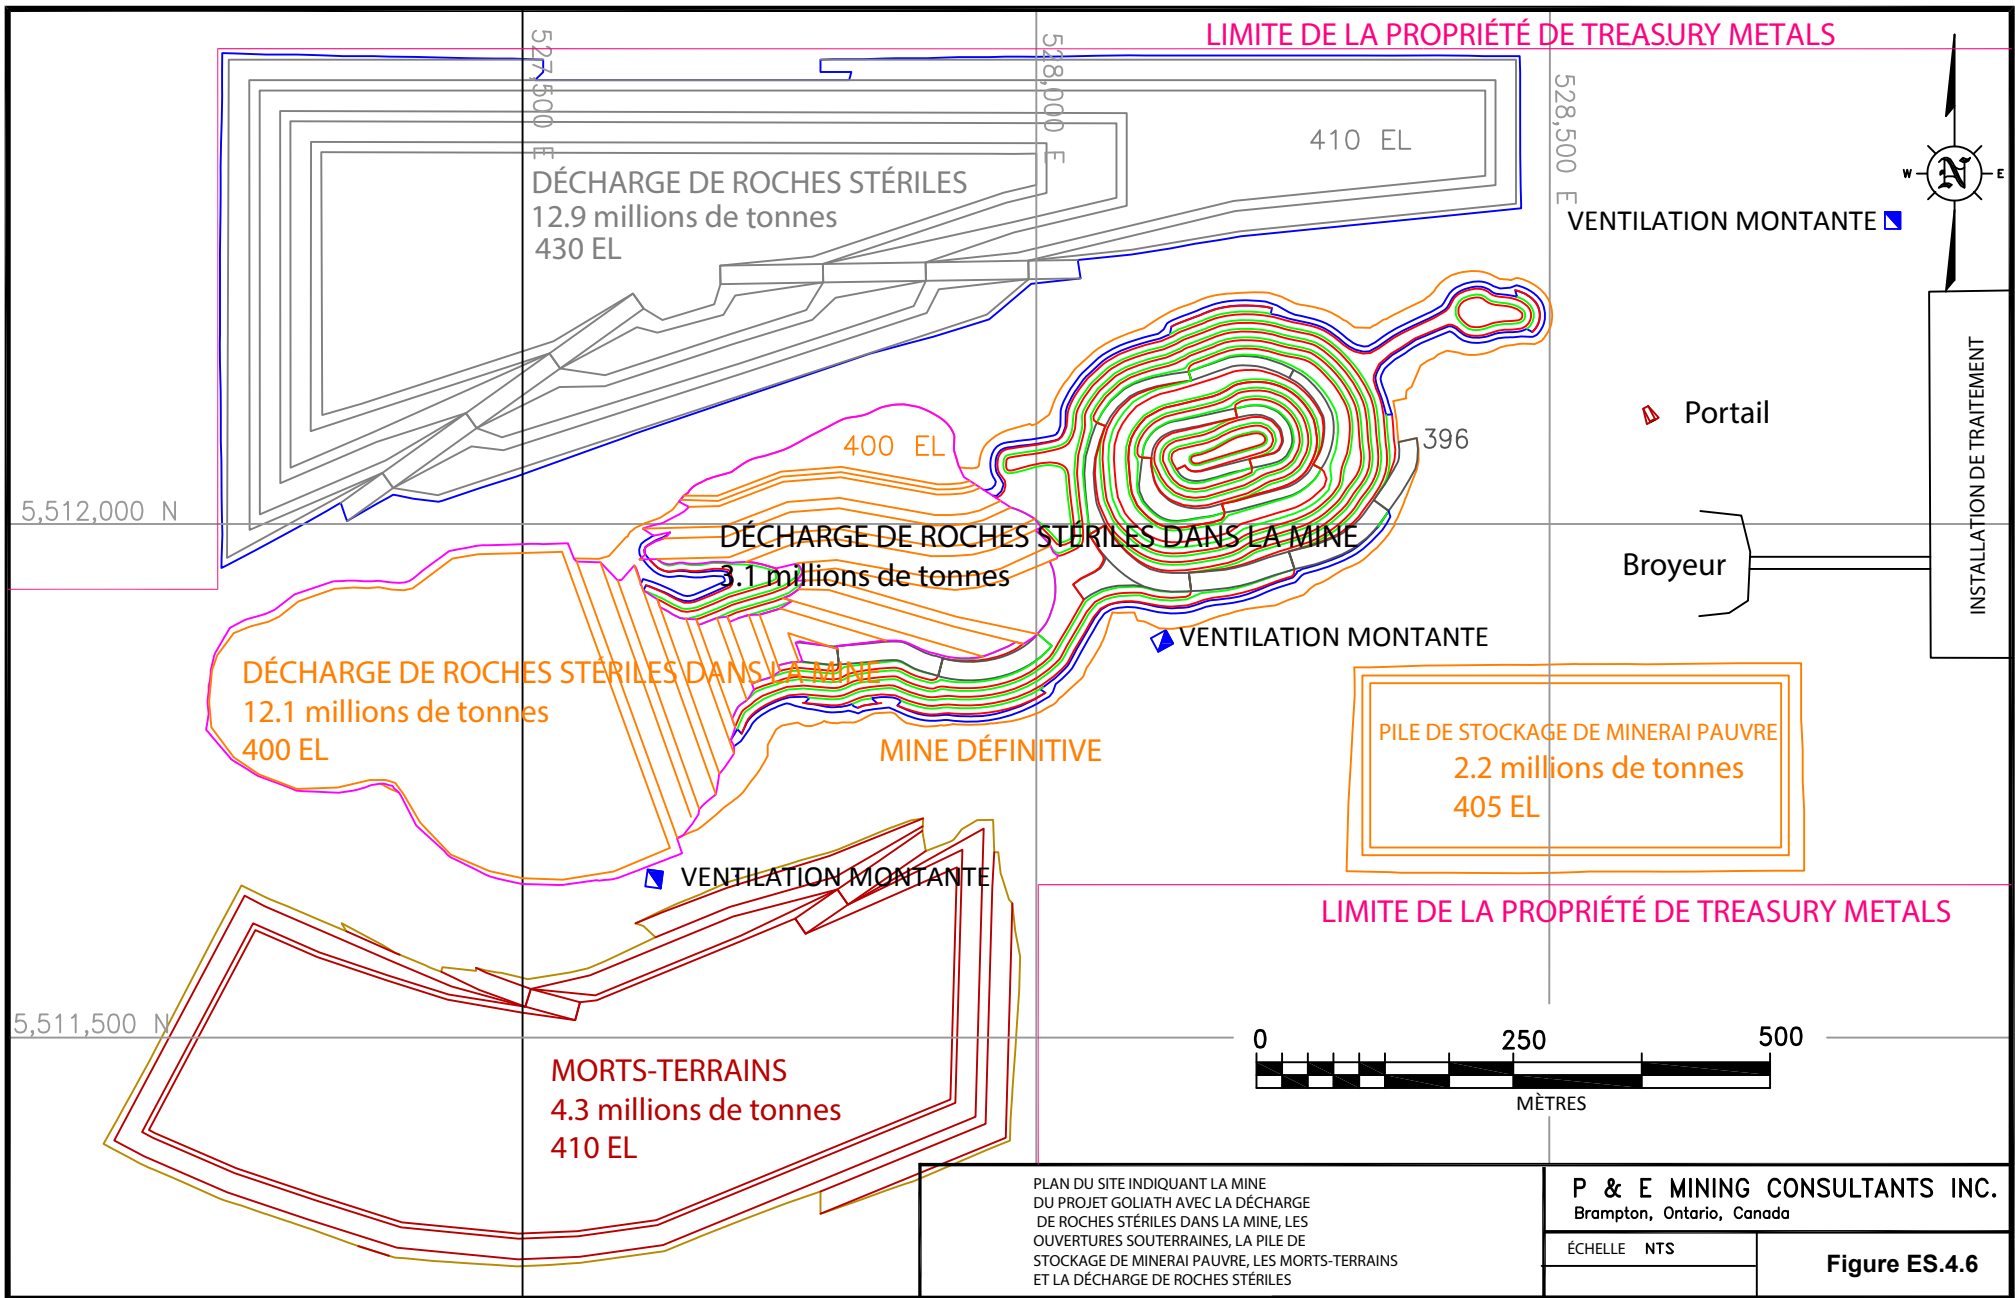 LIMITE DE LA PROPRIÉTÉ DE TREASURY METALS
527,500 E
528,000 E
528,500 E
410 EL
N
W
E
DÉCHARGE DE ROCHES STÉRILES
12.9 millions de tonnes
430 EL
VENTILATION MONTANTE
INSTALLATION DE TRAITEMENT
Portail
396
400 EL
5,512,000 N
DÉCHARGE DE ROCHES STÉRILES DANS LA MINE
3.1 millions de tonnes
Broyeur
VENTILATION MONTANTE
DÉCHARGE DE ROCHES STÉRILES DANS LA MINE
12.1 millions de tonnes
400 EL
MINE DÉFINITIVE
PILE DE STOCKAGE DE MINERAI PAUVRE
2.2 millions de tonnes
405 EL
VENTILATION MONTANTE
LIMITE DE LA PROPRIÉTÉ DE TREASURY METALS
5,511,500 N
0 250 500
MÈTRES
MORTS-TERRAINS
4.3 millions de tonnes
410 EL
PLAN DU SITE INDIQUANT LA MINE
DU PROJET GOLIATH AVEC LA DÉCHARGE
DE ROCHES STÉRILES DANS LA MINE, LES
OUVERTURES SOUTERRAINES, LA PILE DE
STOCKAGE DE MINERAI PAUVRE, LES MORTS-TERRAINS
ET LA DÉCHARGE DE ROCHES STÉRILES
P & E MINING CONSULTANTS INC.
Brampton, Ontario, Canada
ÉCHELLE NTS
Figure ES.4.6